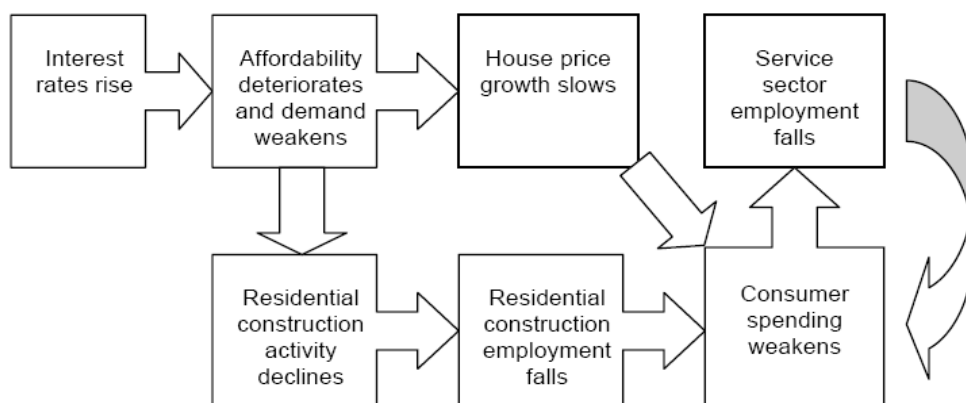 Interest
rates rise
Affordability
deteriorates
and demand
weakens
House price
growth slows
Service
sector
employment
falls
Residential
construction
activity
declines
Residential
construction
employment
falls
Consumer
spending
weakens